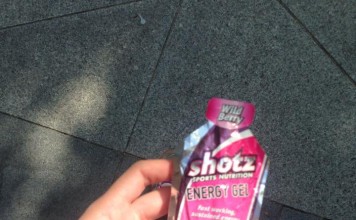 Wild
Berry
shotz
SPORTS NUTRITION
ENERGY GEL